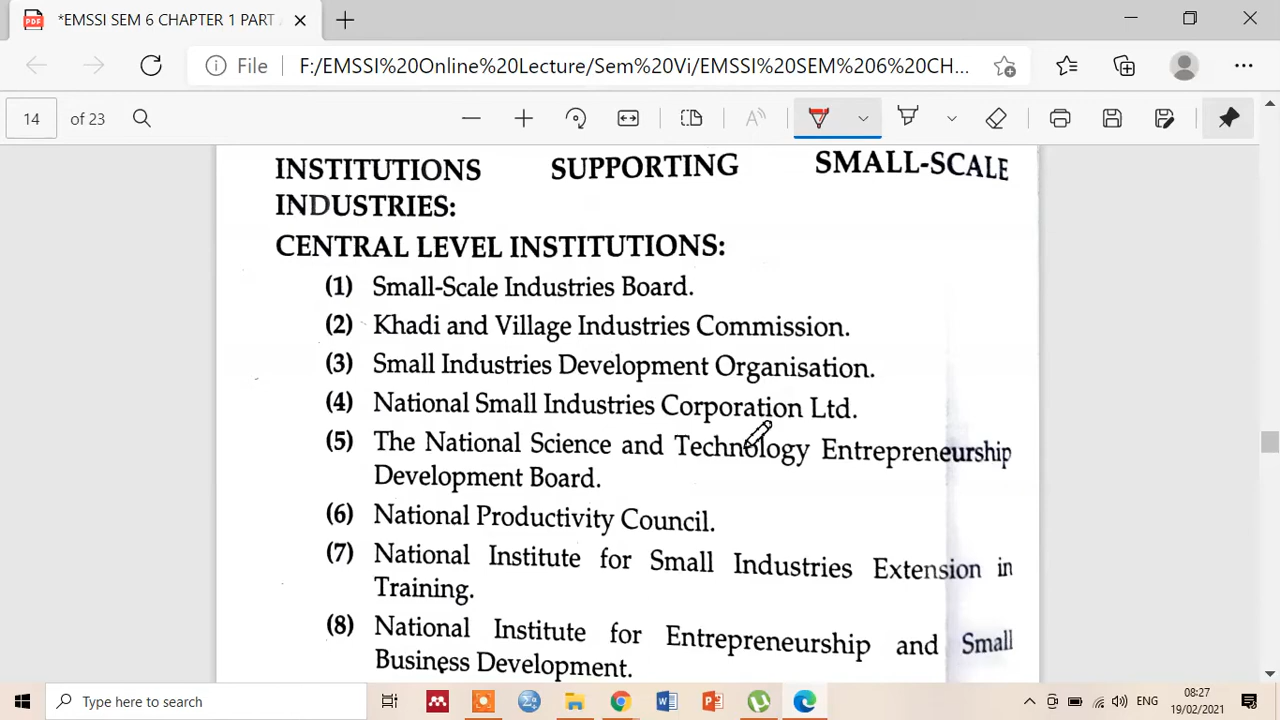 *EMSSI SEM 6 CHAPTER 1 PART
File F:/EMSSI%20Online%20Lecture/Sem%20Vi/EMSSI%20SEM%206%20CH...
14 of 23
INSTITUTIONS SUPPORTING SMALL-SCALE
INDUSTRIES:
CENTRAL LEVEL INSTITUTIONS:
(1) Small-Scale Industries Board.
(2) Khadi and Village Industries Commission.
(3) Small Industries Development Organisation.
(4) National Small Industries Corporation Ltd.
(5) The National Science and Technology Entrepreneurship
Development Board.
(6) National Productivity Council.
(7) National Institute for Small Industries Extension in
Training.
(8) National Institute for Entrepreneurship and Small
Business Development.
Type here to search
ENG
08:27
19/02/2021